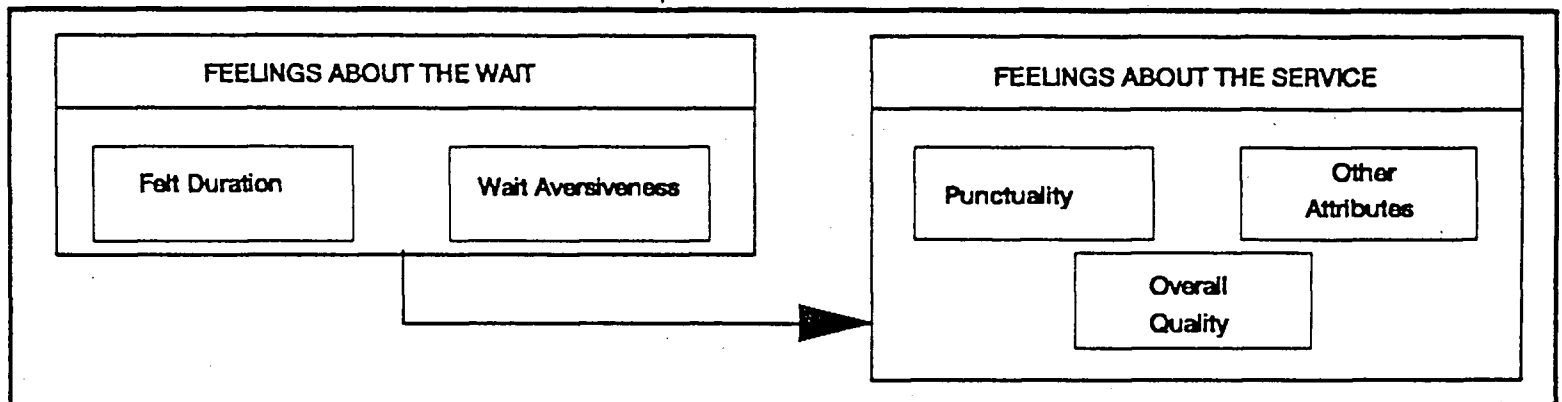 FEELINGS ABOUT THE WAIT
FEELINGS ABOUT THE SERVICE
Felt Duration
Wait Aversiveness
Punctuality
Other
Attributes
Overall
Quality